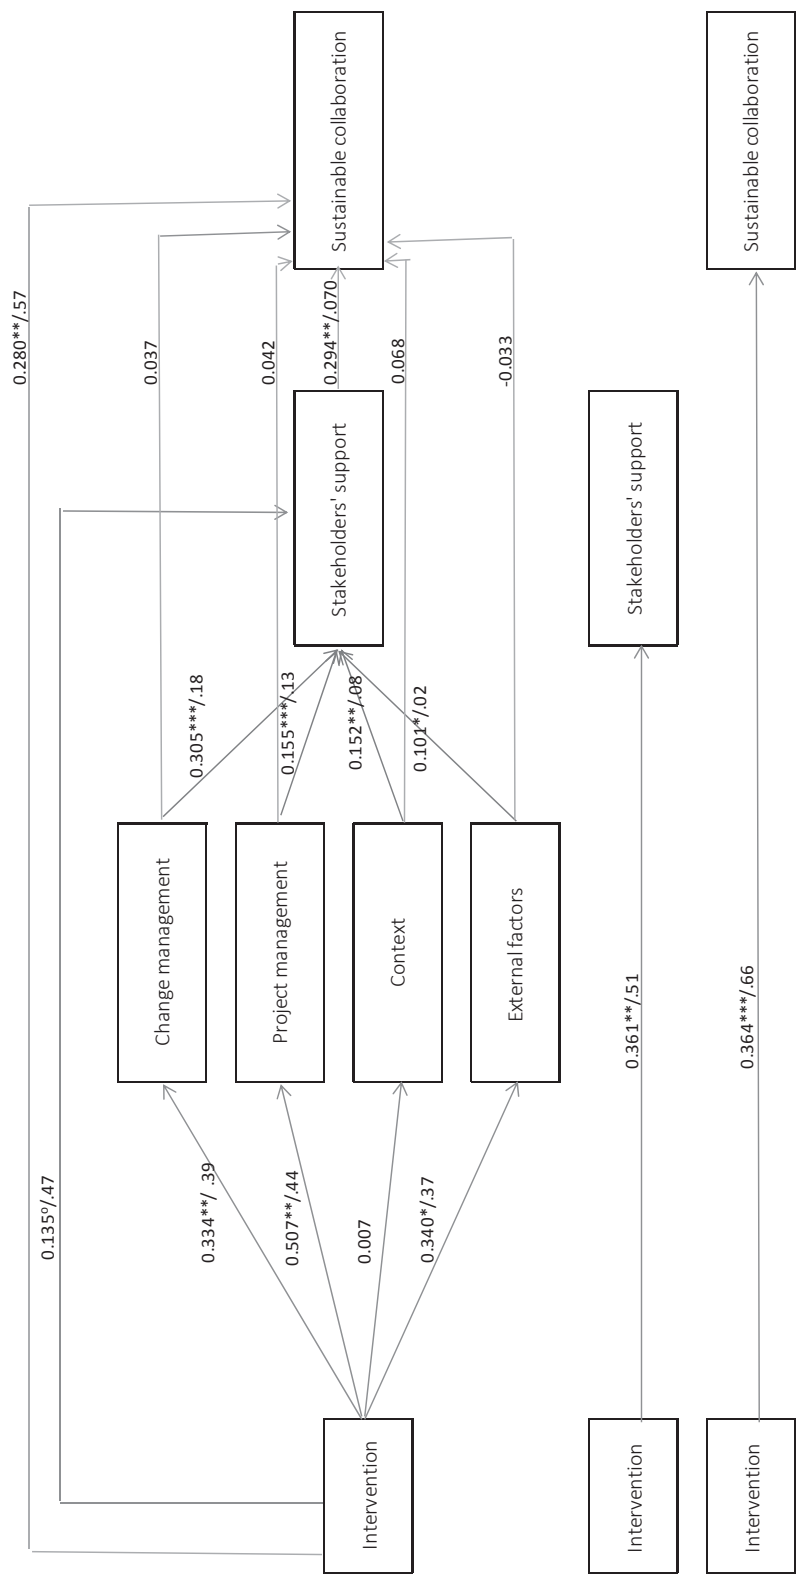 0.280**/.57
0.135º/.47
0.037
0.042
0.294**/.070
0.068
-0.033
0.334**/ .39
0.507**/.44
0.007
0.340*/.37
0.305***/.18
0.155***/.13
0.152**/.08
0.101*/.02
Intervention
Change management
Project management
Context
External factors
Stakeholders' support
Sustainable collaboration
Intervention
0.361**/.51
Stakeholders' support
Intervention
0.364***/.66
Sustainable collaboration